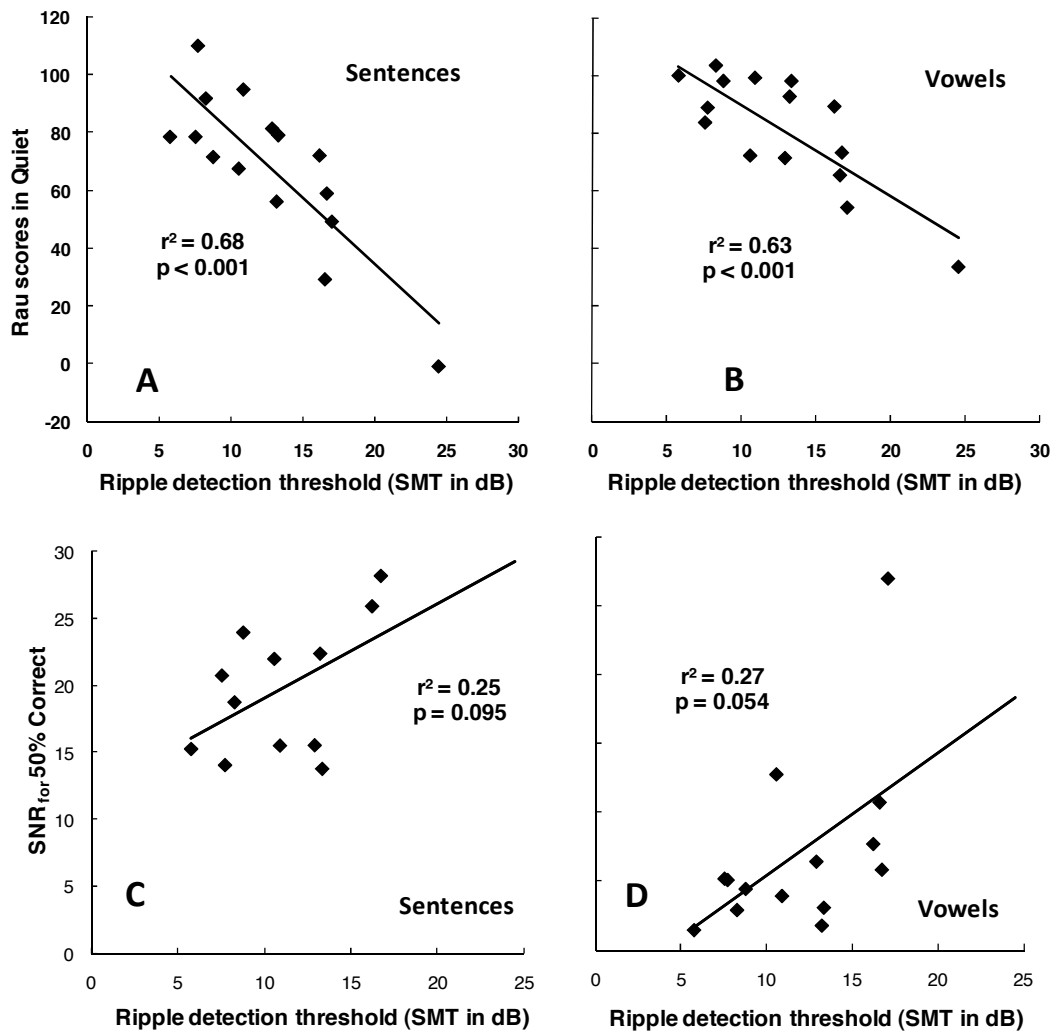 120
100
80
60
40
20
0
-20
Rau scores in Quiet
Sentences
r² = 0.68
p < 0.001
A
0 5 10 15 20 25 30
Ripple detection threshold (SMT in dB)
Vowels
r² = 0.63
p < 0.001
B
0 5 10 15 20 25 30
Ripple detection threshold (SMT in dB)
30
25
20
15
10
5
0
SNR for 50% Correct
r² = 0.25
p = 0.095
C
Sentences
0 5 10 15 20 25
Ripple detection threshold (SMT in dB)
r² = 0.27
p = 0.054
D
Vowels
0 5 10 15 20 25
Ripple detection threshold (SMT in dB)